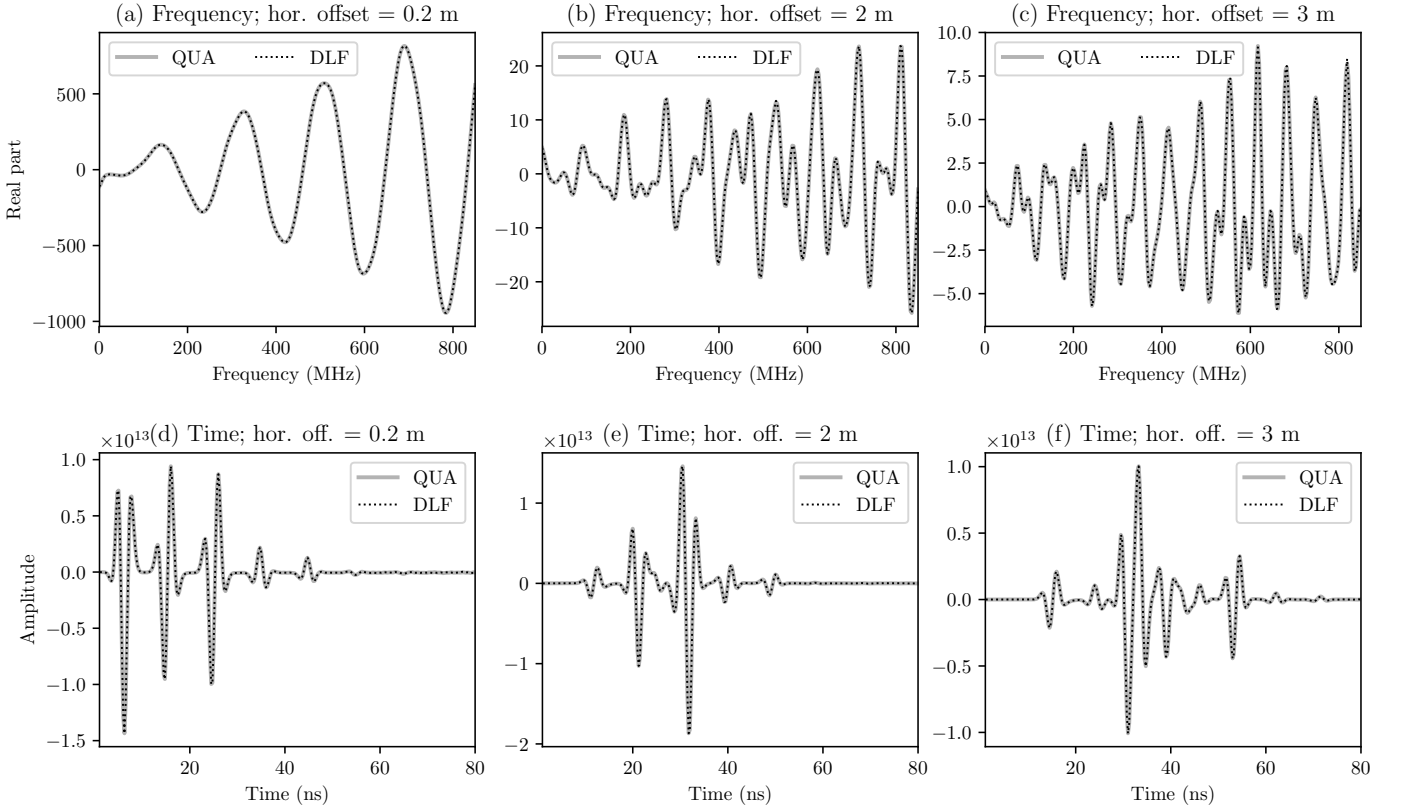 (a) Frequency; hor. offset = 0.2 m
(b) Frequency; hor. offset = 2 m
(c) Frequency; hor. offset = 3 m
QUA DLF
QUA DLF
QUA DLF
Real part
500
0
−500
−1000
20
10
0
−10
−20
10.0
7.5
5.0
2.5
0.0
−2.5
−5.0
0 200 400 600 800
0 200 400 600 800
0 200 400 600 800
Frequency (MHz)
Frequency (MHz)
Frequency (MHz)
×10¹³
(d) Time; hor. off. = 0.2 m
×10¹³
(e) Time; hor. off. = 2 m
×10¹³
(f) Time; hor. off. = 3 m
QUA
DLF
QUA
DLF
QUA
DLF
Amplitude
1.0
0.5
0.0
−0.5
−1.0
−1.5
1
0
−1
−2
1.0
0.5
0.0
−0.5
−1.0
20 40 60 80
20 40 60 80
20 40 60 80
Time (ns)
Time (ns)
Time (ns)